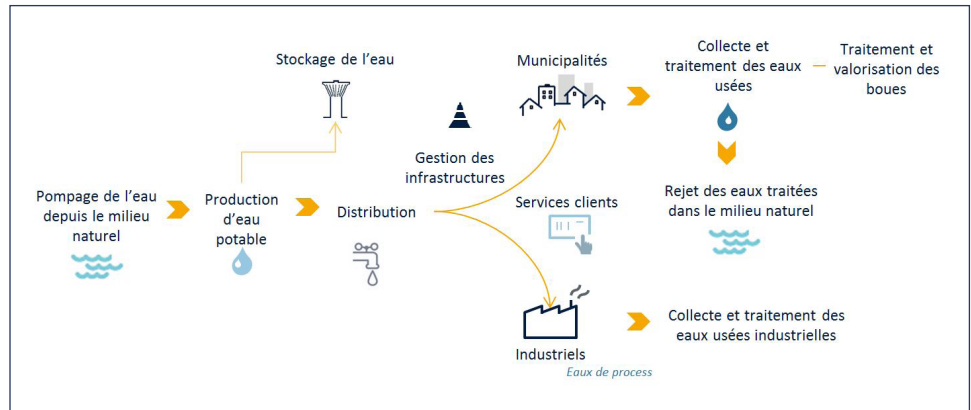 Stockage de l’eau
Municipalités
Collecte et
traitement des eaux
usées
Traitement et
valorisation des
boues
Gestion des
infrastructures
Pompage de l’eau
depuis le milieu
naturel
Production
d’eau
potable
Distribution
Services clients
Rejet des eaux traitées
dans le milieu naturel
Industriels
Eaux de process
Collecte et traitement des
eaux usées industrielles